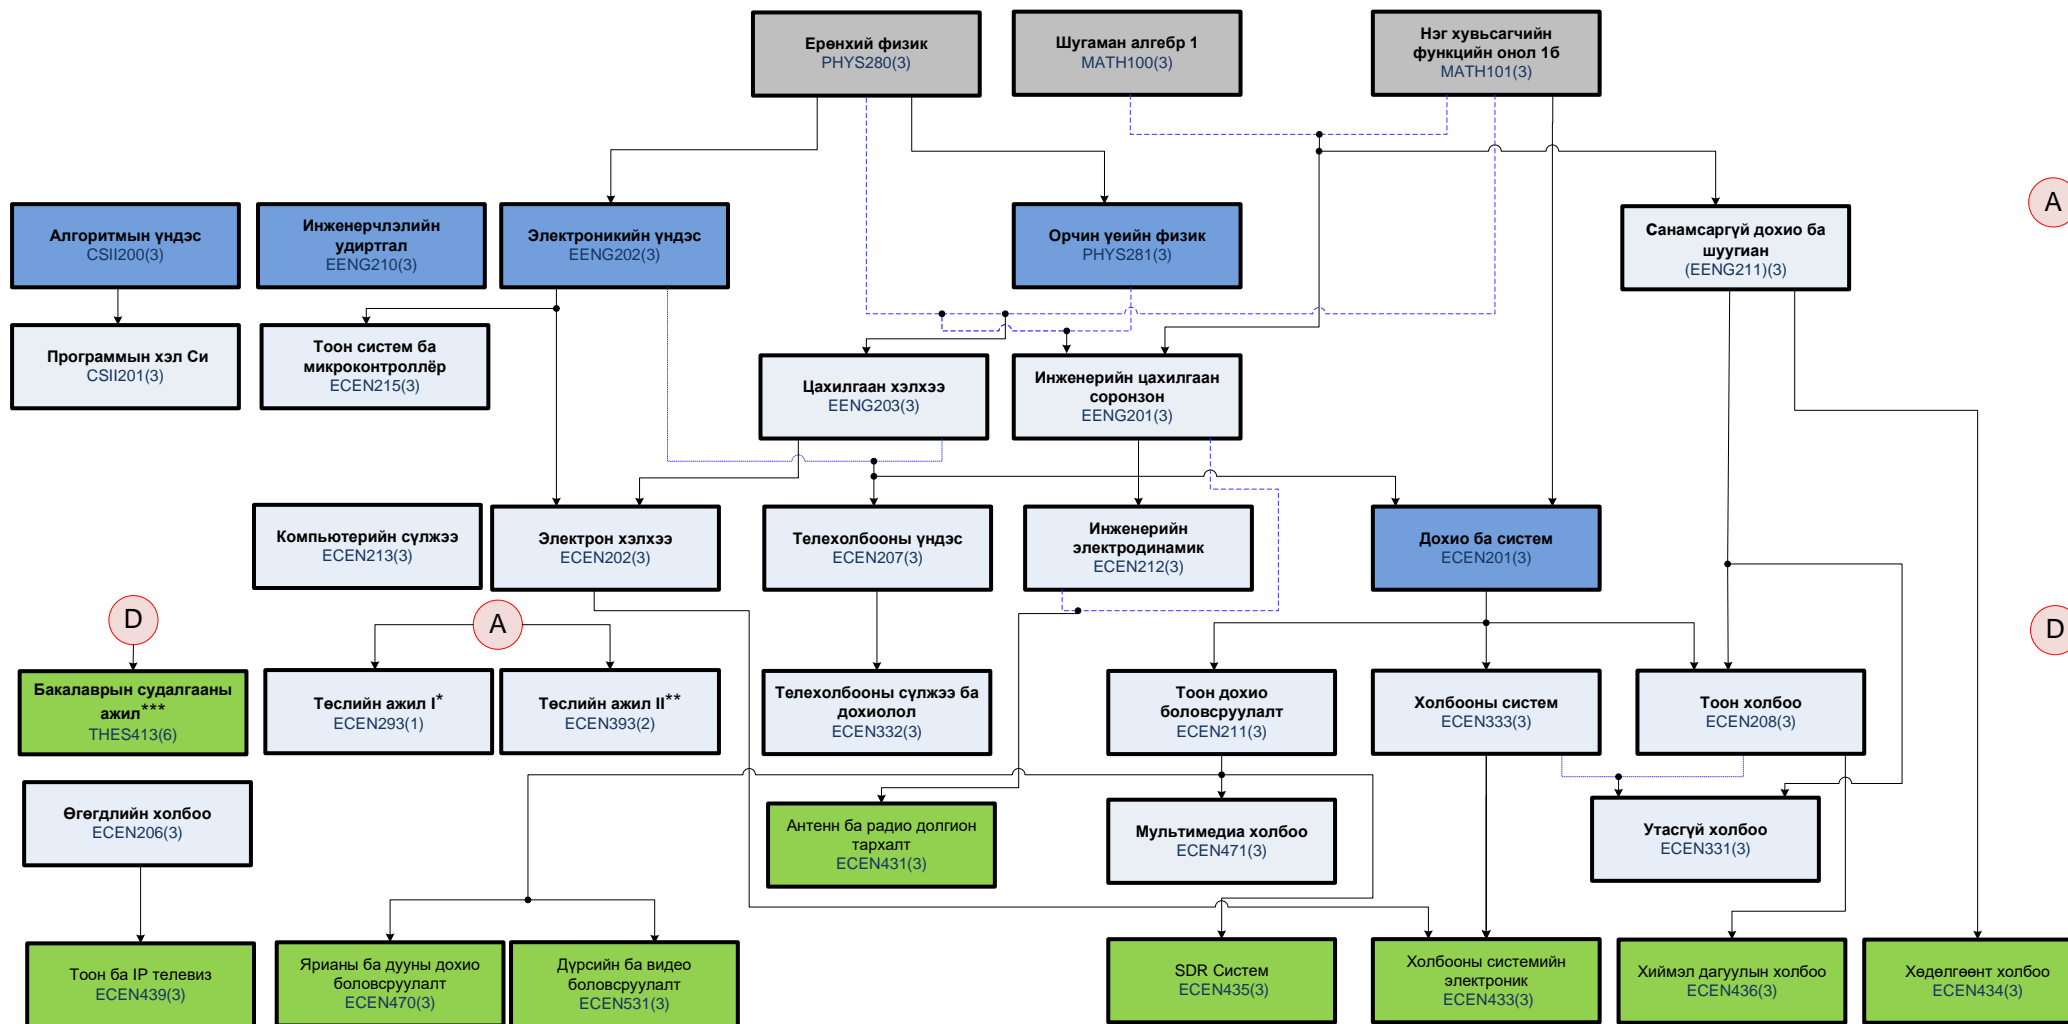 Ерөнхий физик
PHYS280(3)
Шугаман алгебр 1
MATH100(3)
Нэг хувьсагчийн
функцийн онол 1б
MATH101(3)
Алгоритмын үндэс
CSII200(3)
Инженерчлэлийн
удиртгал
EENG210(3)
Электроникийн үндэс
EENG202(3)
Орчин үеийн физик
PHYS281(3)
Санамсаргүй дохио ба
шуугиан
(EENG211)(3)
A
Программын хэл Си
CSII201(3)
Тоон систем ба
микроконтроллёр
ECEN215(3)
Цахилгаан хэлхээ
EENG203(3)
Инженерийн цахилгаан
соронзон
EENG201(3)
Компьютерийн сүлжээ
ECEN213(3)
Электрон хэлхээ
ECEN202(3)
Телехолбооны үндэс
ECEN207(3)
Инженерийн
электродинамик
ECEN212(3)
Дохио ба систем
ECEN201(3)
D
A
D
Бакалаврын судалгааны
ажил***
THES413(6)
Төслийн ажил I*
ECEN293(1)
Төслийн ажил II**
ECEN393(2)
Телехолбооны сүлжээ ба
дохиолол
ECEN332(3)
Тоон дохио
боловсруулалт
ECEN211(3)
Холбооны систем
ECEN333(3)
Тоон холбоо
ECEN208(3)
Өгөгдлийн холбоо
ECEN206(3)
Антенн ба радио долгион
тархалт
ECEN431(3)
Мультимедиа холбоо
ECEN471(3)
Утасгүй холбоо
ECEN331(3)
Тоон ба IP телевиз
ECEN439(3)
Ярианы ба дууны дохио
боловсруулалт
ECEN470(3)
Дүрсийн ба видео
боловсруулалт
ECEN531(3)
SDR Систем
ECEN435(3)
Холбооны системийн
электроник
ECEN433(3)
Хиймэл дагуулын холбоо
ECEN436(3)
Хөдөлгөөнт холбоо
ECEN434(3)